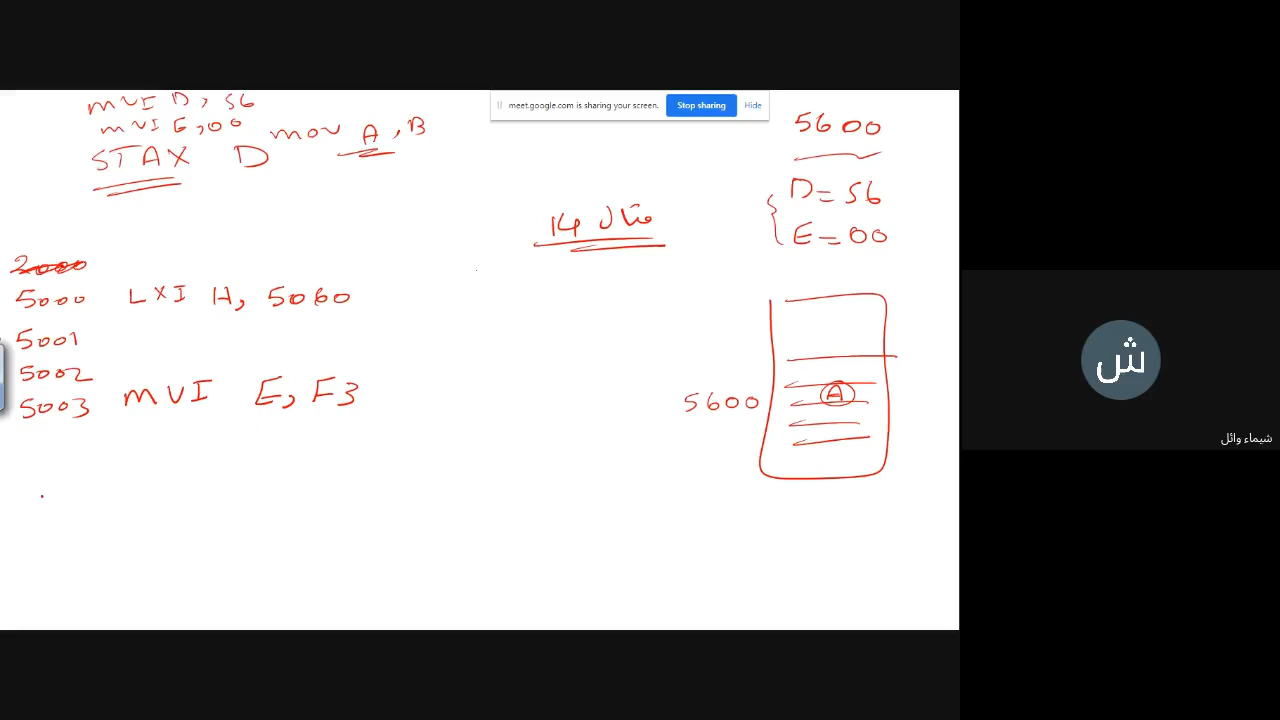 MVI D, 56
MVI E, 00
MOV A, B
STAX D
meet.google.com is sharing your screen.
Stop sharing
Hide
5600
D = 56
E = 00
مثال 14
2000
5000 LXI H, 5060
5001
5002
5003 MVI E, F3
5600
A
ش
شيماء وائل